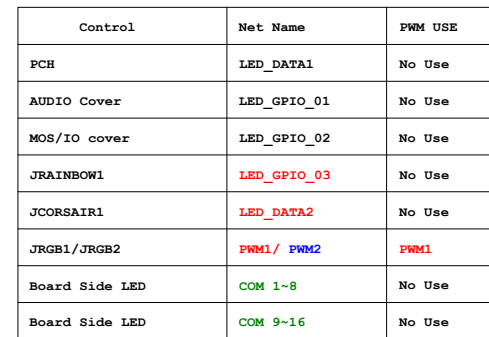 Control Net Name PWM USE
PCH LED_DATA1 No Use
AUDIO Cover LED_GPIO_01 No Use
MOS/IO cover LED_GPIO_02 No Use
JRAINBOW1 LED_GPIO_03 No Use
JCORSAIR1 LED_DATA2 No Use
JRGB1/JRGB2 PWM1/ PWM2 PWM1
Board Side LED COM 1~8 No Use
Board Side LED COM 9~16 No Use